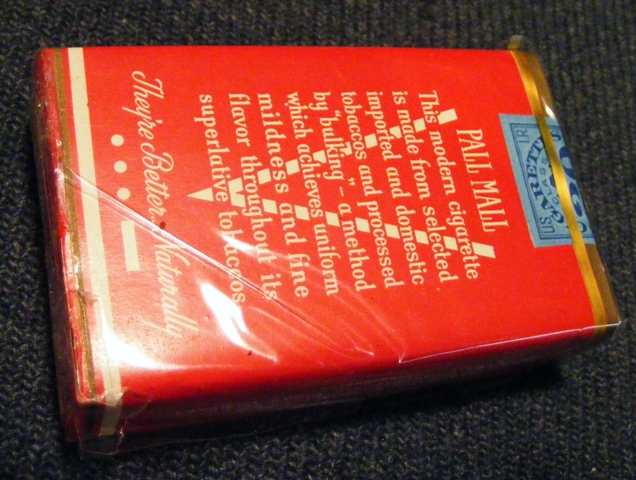 PALL MALL
This modern cigarette
is made from selected
imported and domestic
tobaccos and processed
by "bulking" – a method
which achieves uniform
mildness and fine
flavor throughout its
superlative tobaccos
They're Better Naturally
U.S. I.R.
CIGARETTES